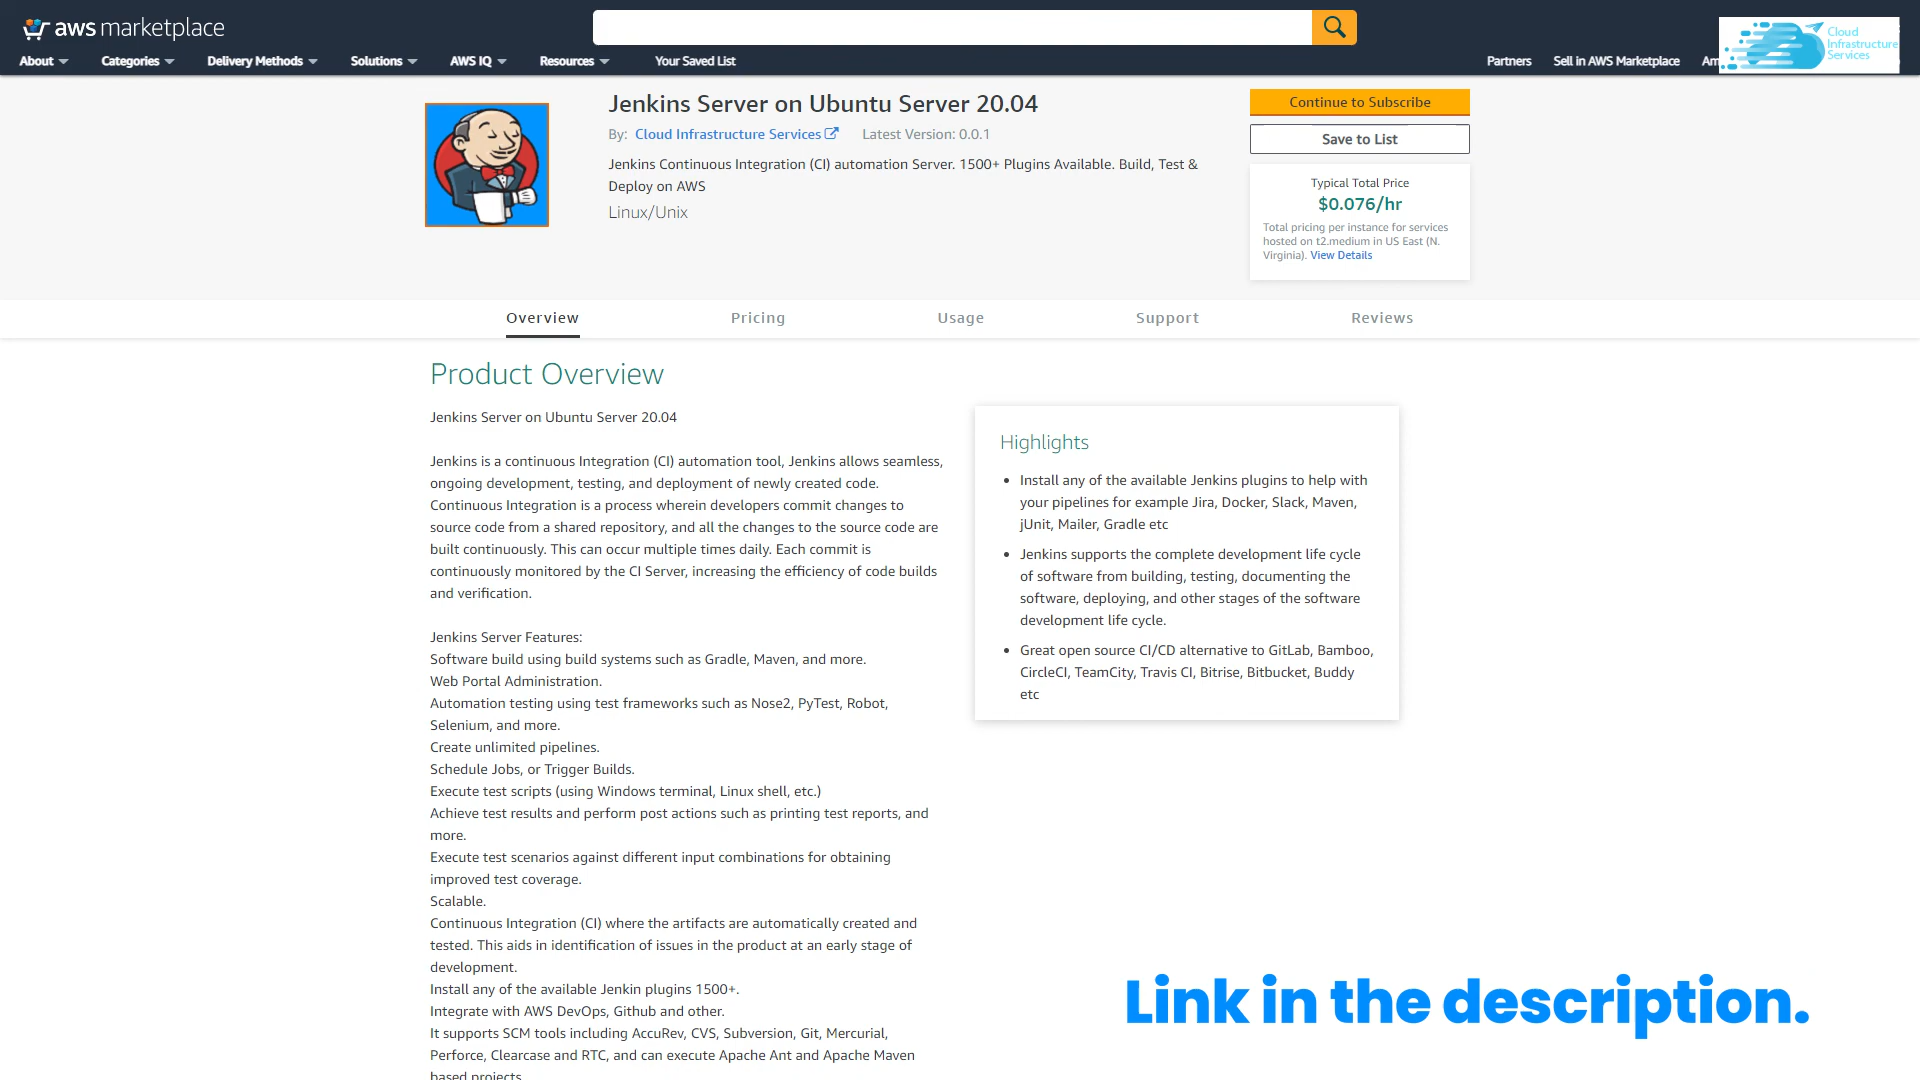 aws marketplace
About
Categories
Delivery Methods
Solutions
AWS IQ
Resources
Your Saved List
Partners
Sell in AWS Marketplace
Am
Cloud
Infrastructure
Services
Jenkins Server on Ubuntu Server 20.04
By: Cloud Infrastructure Services Latest Version: 0.0.1
Jenkins Continuous Integration (CI) automation Server. 1500+ Plugins Available. Build, Test &
Deploy on AWS
Linux/Unix
Continue to Subscribe
Save to List
Typical Total Price
$0.076/hr
Total pricing per instance for services
hosted on t2.medium in US East (N.
Virginia). View Details
Overview
Pricing
Usage
Support
Reviews
Product Overview
Jenkins Server on Ubuntu Server 20.04
Jenkins is a continuous Integration (CI) automation tool, Jenkins allows seamless,
ongoing development, testing, and deployment of newly created code.
Continuous Integration is a process wherein developers commit changes to
source code from a shared repository, and all the changes to the source code are
built continuously. This can occur multiple times daily. Each commit is
continuously monitored by the CI Server, increasing the efficiency of code builds
and verification.
Jenkins Server Features:
Software build using build systems such as Gradle, Maven, and more.
Web Portal Administration.
Automation testing using test frameworks such as Nose2, PyTest, Robot,
Selenium, and more.
Create unlimited pipelines.
Schedule Jobs, or Trigger Builds.
Execute test scripts (using Windows terminal, Linux shell, etc.)
Achieve test results and perform post actions such as printing test reports, and
more.
Execute test scenarios against different input combinations for obtaining
improved test coverage.
Scalable.
Continuous Integration (CI) where the artifacts are automatically created and
tested. This aids in identification of issues in the product at an early stage of
development.
Install any of the available Jenkin plugins 1500+.
Integrate with AWS DevOps, Github and other.
It supports SCM tools including AccuRev, CVS, Subversion, Git, Mercurial,
Perforce, Clearcase and RTC, and can execute Apache Ant and Apache Maven
based projects
Highlights
Install any of the available Jenkins plugins to help with
your pipelines for example Jira, Docker, Slack, Maven,
jUnit, Mailer, Gradle etc
Jenkins supports the complete development life cycle
of software from building, testing, documenting the
software, deploying, and other stages of the software
development life cycle.
Great open source CI/CD alternative to GitLab, Bamboo,
CircleCI, TeamCity, Travis CI, Bitrise, Bitbucket, Buddy
etc
Link in the description.